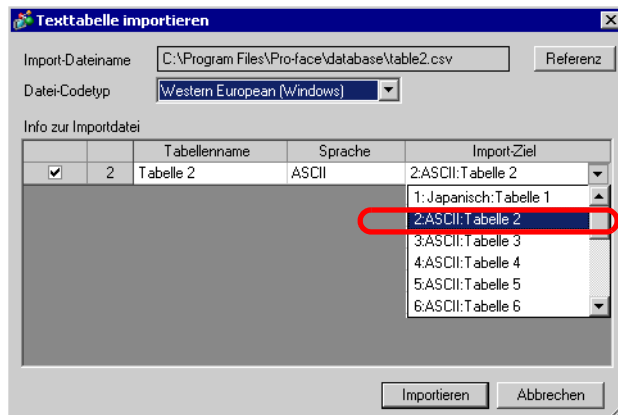 Texttabelle importieren
Import-Dateiname C:\Program Files\Pro-face\database\table2.csv Referenz
Datei-Codetyp Western European (Windows)
Info zur Importdatei
Tabellenname Sprache Import-Ziel
2 Tabelle 2 ASCII 2:ASCII:Tabelle 2
1:Japanisch:Tabelle 1
2:ASCII:Tabelle 2
3:ASCII:Tabelle 3
4:ASCII:Tabelle 4
5:ASCII:Tabelle 5
6:ASCII:Tabelle 6
Importieren Abbrechen